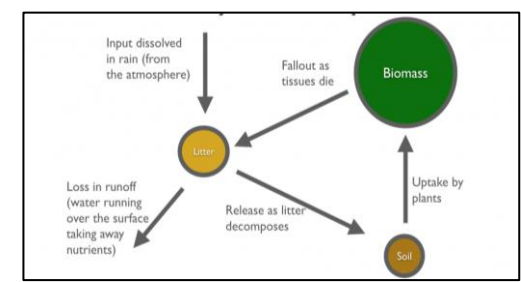 Input dissolved
in rain (from
the atmosphere)
Fallout as
tissues die
Biomass
Litter
Loss in runoff
(water running
over the surface
taking away
nutrients)
Release as litter
decomposes
Uptake by
plants
Soil